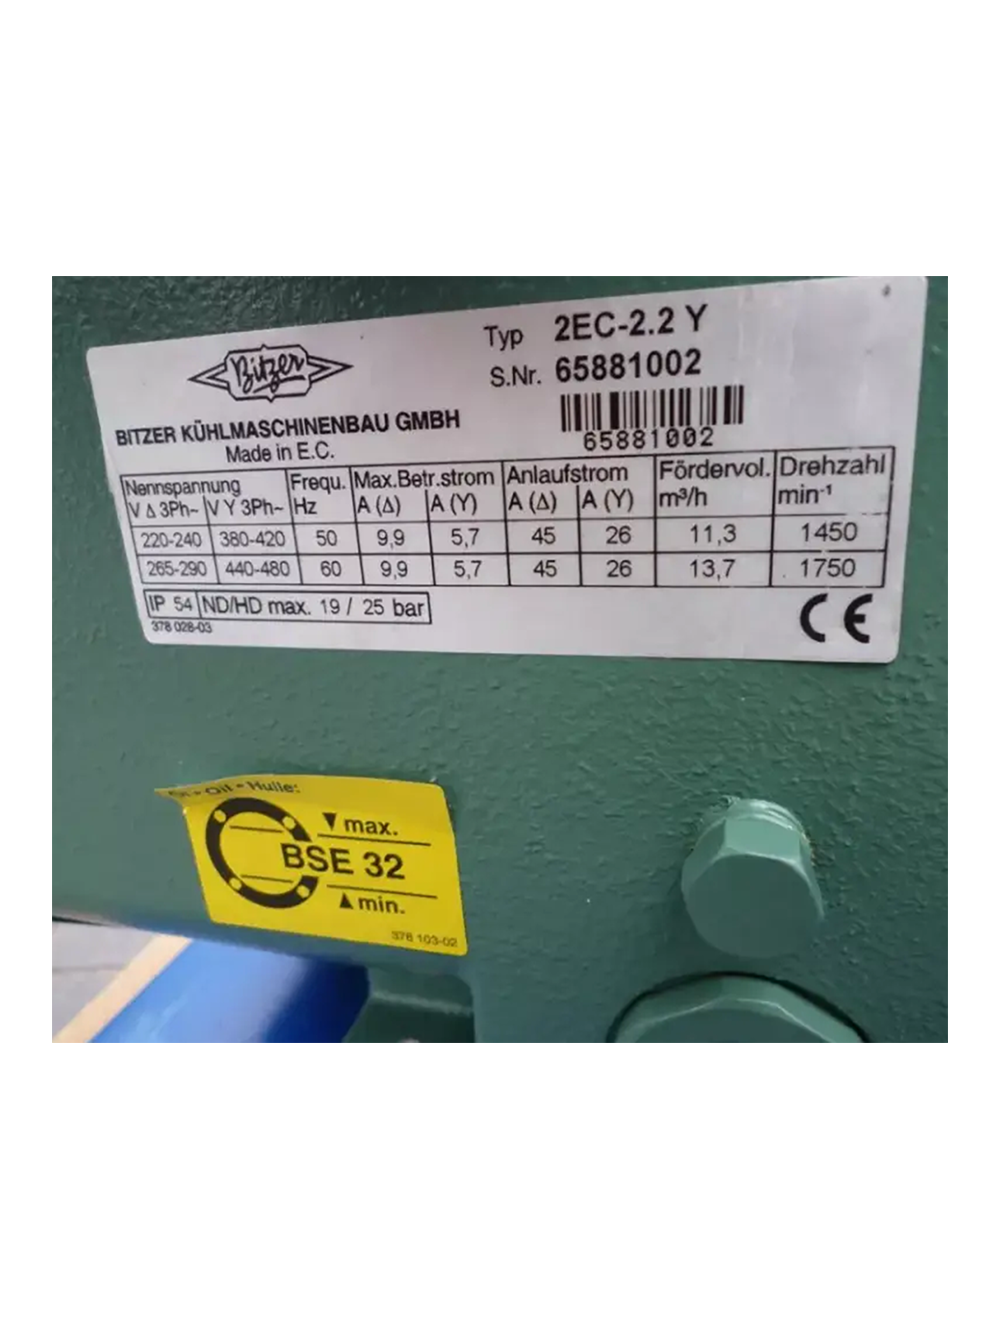 Bitzer
Typ 2EC-2.2 Y
S.Nr. 65881002
65881002
BITZER KÜHLMASCHINENBAU GMBH
Made in E.C.
Nennspannung Frequ. Max.Betr.strom Anlaufstrom Fördervol. Drehzahl
V Δ 3Ph~ V Y 3Ph~ Hz A (Δ) A (Y) A (Δ) A (Y) m³/h min⁻¹
220-240 380-420 50 9,9 5,7 45 26 11,3 1450
265-290 440-480 60 9,9 5,7 45 26 13,7 1750
IP 54 ND/HD max. 19 / 25 bar
378 028-03
CE
Oil • Huile:
▼ max.
BSE 32
▲ min.
378 103-02